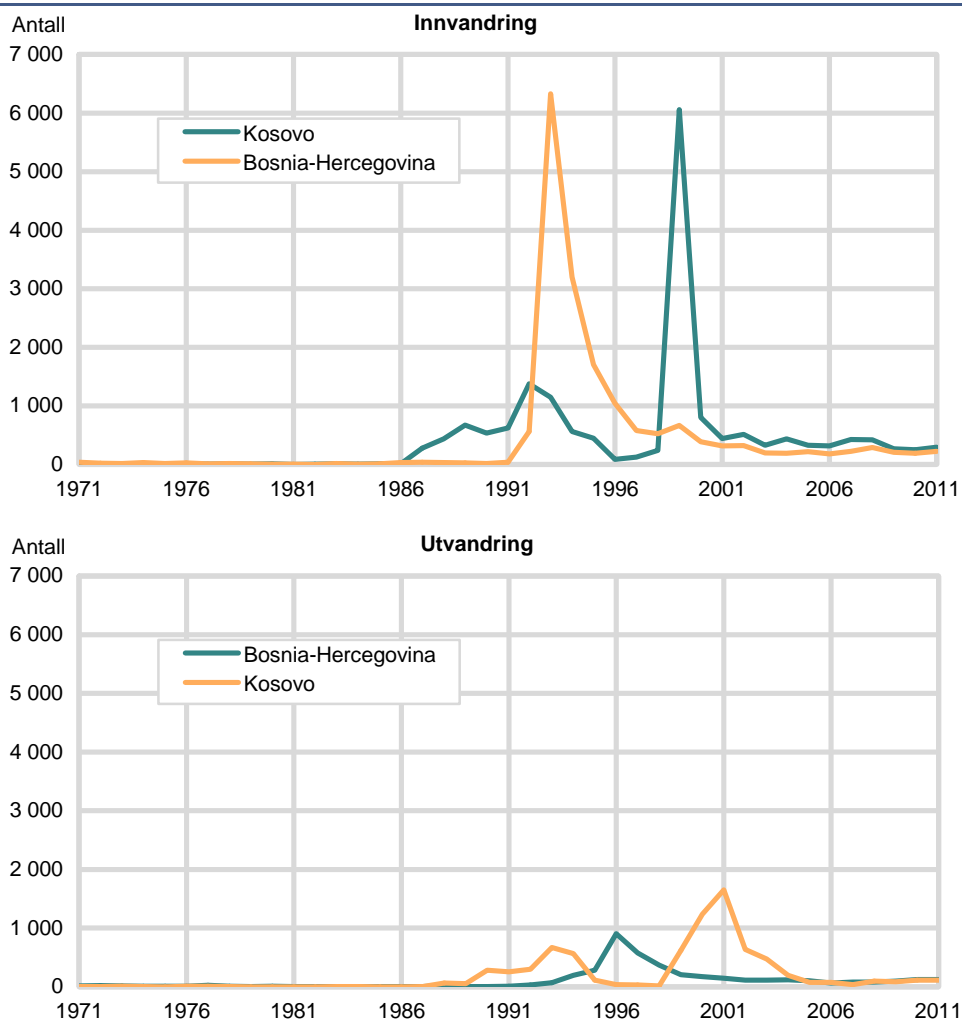 Innvandring
Antall
7 000
6 000
5 000
4 000
3 000
2 000
1 000
0
Kosovo
Bosnia-Hercegovina
1971 1976 1981 1986 1991 1996 2001 2006 2011
Utvandring
Antall
7 000
6 000
5 000
4 000
3 000
2 000
1 000
0
Bosnia-Hercegovina
Kosovo
1971 1976 1981 1986 1991 1996 2001 2006 2011